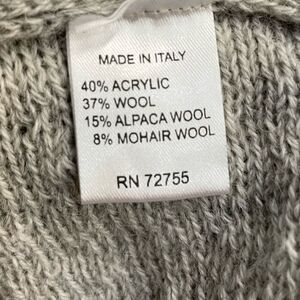 MADE IN ITALY
40% ACRYLIC
37% WOOL
15% ALPACA WOOL
8% MOHAIR WOOL
RN 72755